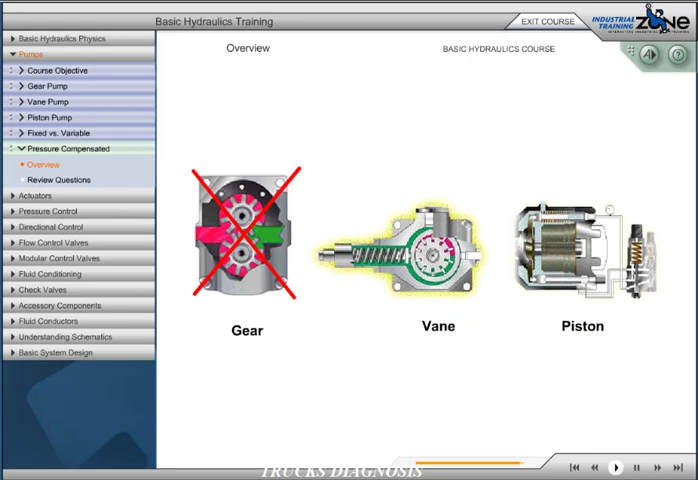 Basic Hydraulics Training
EXIT COURSE
INDUSTRIAL
TRAINING
ZONE
Basic Hydraulics Physics
Pumps
Course Objective
Gear Pump
Vane Pump
Piston Pump
Fixed vs. Variable
Pressure Compensated
Overview
Review Questions
Actuators
Pressure Control
Directional Control
Flow Control Valves
Modular Control Valves
Fluid Conditioning
Check Valves
Accessory Components
Fluid Conductors
Understanding Schematics
Basic System Design
Overview
BASIC HYDRAULICS COURSE
A
?
Gear
Vane
Piston
TRUCKS DIAGNOSIS